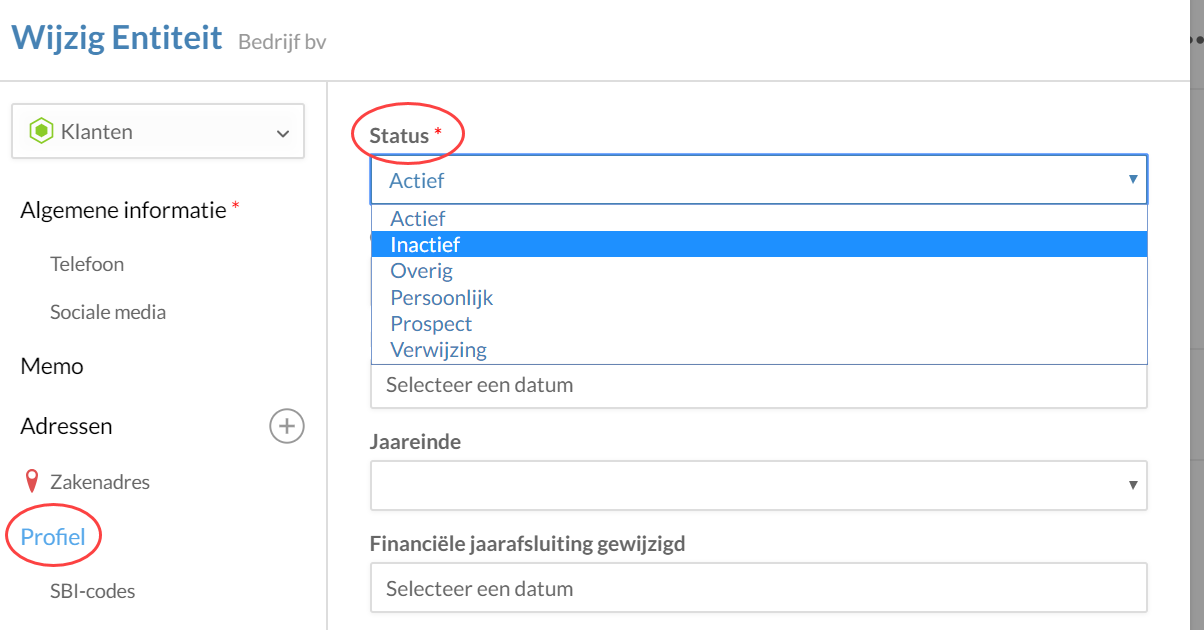 Wijzig Entiteit Bedrijf bv
Klanten
Algemene informatie *
Telefoon
Sociale media
Memo
Adressen
Zakenadres
Profiel
SBI-codes
Status *
Actief
Actief
Inactief
Overig
Persoonlijk
Prospect
Verwijzing
Selecteer een datum
Jaareinde
Financiële jaarafsluiting gewijzigd
Selecteer een datum